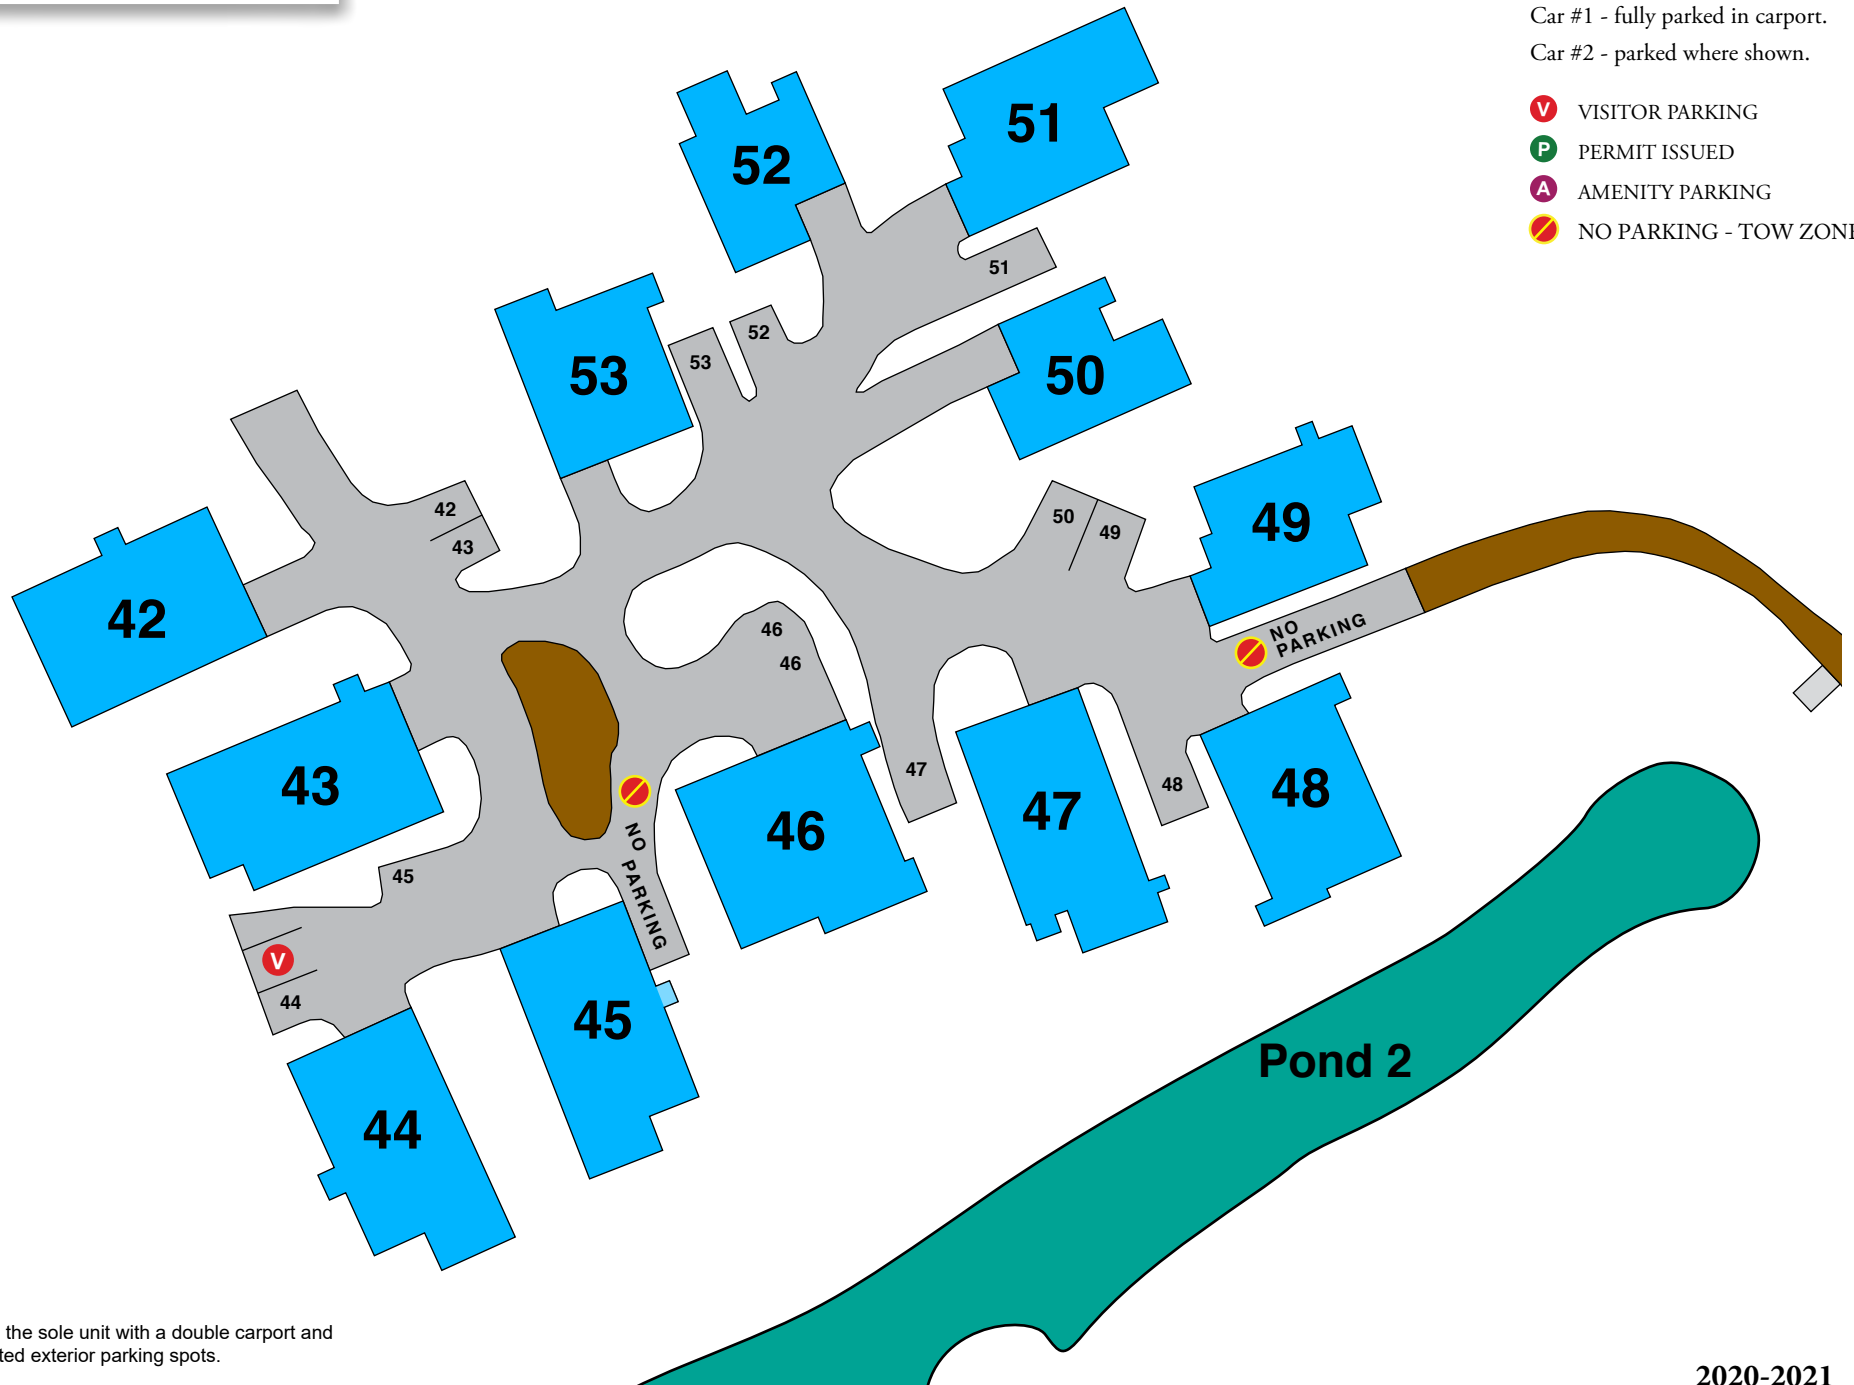 Car #1 - fully parked in carport.
Car #2 - parked where shown.
V VISITOR PARKING
P PERMIT ISSUED
A AMENITY PARKING
NO PARKING - TOW ZONE
51
52
51
52
53
53
50
42
43
50
49
49
42
NO
PARKING
46
46
43
47
48
47
48
46
45
NO PARKING
V
44
45
44
Pond 2
the sole unit with a double carport and
ted exterior parking spots.
2020-2021